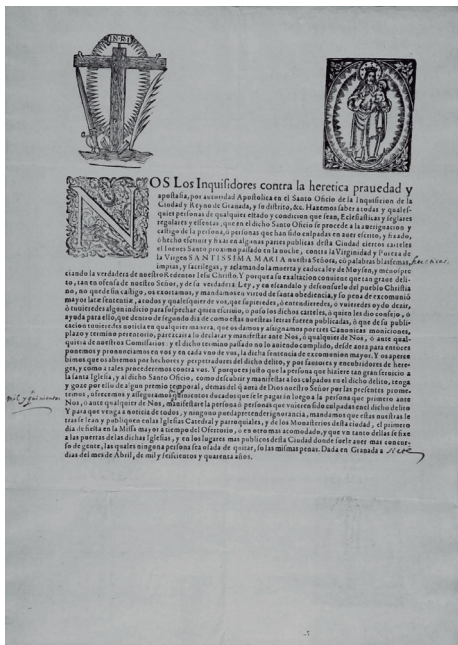 INRI
NOS Los Inquisidores contra la heretica prauedad y
apostasia, por autoridad Apostolica en el Santo Oficio de la Inquisicion de la
Ciudad y Reyno de Granada, y su distrito, &c. Hazemos saber a todas y quales-
quier personas de qualquier estado y condicion que sean, Eclesiasticas y seglares
regulares y essentas, que en el dicho Santo Oficio se procede a la aueriguacion y
castigo de la persona, ò personas que han sido culpadas en auer escrito, y fixado,
ò hecho escriuir y fixar en algunas partes publicas desta Ciudad ciertos carteles
el Iueues Santo proximo passado en la noche, contra la Virginidad y Pureza de
la Virgen SANTISSIMA MARIA nuestra Señora, cō palabras blasfemas,
impias, y sacrilegas, y aclamando la muerta y caduca ley de Moysen, y menospre
ciando la verdadera de nuestro Redentor Iesu Christo. Y porque a su exaltacion conuiene que tan graue deli-
to, tan en ofensa de nuestro Señor, y de su verdadera Ley, y en escandalo y desconsuelo del pueblo Christia
no, no quede sin castigo, os exortamos, y mandamos en virtud de santa obediencia, y so pena de excomuniō
mayor latae sententiae, a todos y qualesquier de vos, que supieredes, ò entendieredes, ò vuieredes oydo dezir,
ò tuuieredes algun indicio para sospechar quien escriuio, o puso los dichos carteles, ò quien les dio consejo, ò
ayuda para ello, que dentro de segundo dia de como estas nuestras letras fueren publicadas, ò que de su publi-
cacion tuuieredes noticia en qualquier manera, que os damos y assignamos por tres Canonicas moniciones,
plazo y termino perentorio, parezcais a lo declarar y manifestar ante Nos, ò qualquier de Nos, ò ante qual-
quiera de nuestros Comissarios: y el dicho termino passado no lo auiendo cumplido, desde aora para entōces
ponemos y pronunciamos en vos y en cada vno de vos, la dicha sentencia de excomunion mayor. Y os aperce
bimos que os abremos por hechores y perpetradores del dicho delito, y por fautores y encubridores de here-
ges, y como a tales procederemos contra vos. Y porque es justo que la persona que hiziere tan gran seruicio a
la santa Iglesia, y al dicho Santo Oficio, como descubrir y manifestar a los culpados en el dicho delito, tenga
y goze por ello de algun premio temporal, demas del q̄ aura de Dios nuestro Señor por las presentes prome-
temos, ofrecemos y asseguramos ducados que se le pagaràn luego a la persona que primero ante
Nos, ò ante qualquier de Nos, manifestare la persona ò personas que vuieren sido culpadas en el dicho delito
Y para que venga a noticia de todos, y ninguno pueda pretender ignorancia, mandamos que estas nuestras le
tras se lean y publiquen en las Iglesias Catedral y parroquiales, y de los Monasterios desta ciudad, el primero
dia de fiesta en la Missa mayor a tiempo del Ofertorio, ò en otro mas acomodado, y que vn tanto dellas se fixe
a las puertas de las dichas Iglesias, y en los lugares mas publicos desta Ciudad donde suele auer mas concur-
so de gente, las quales ninguna persona sea osada de quitar, so las mismas penas. Dada en Granada a siete
dias del mes de Abril, de mil y seiscientos y quarenta años.
mil y quinientos